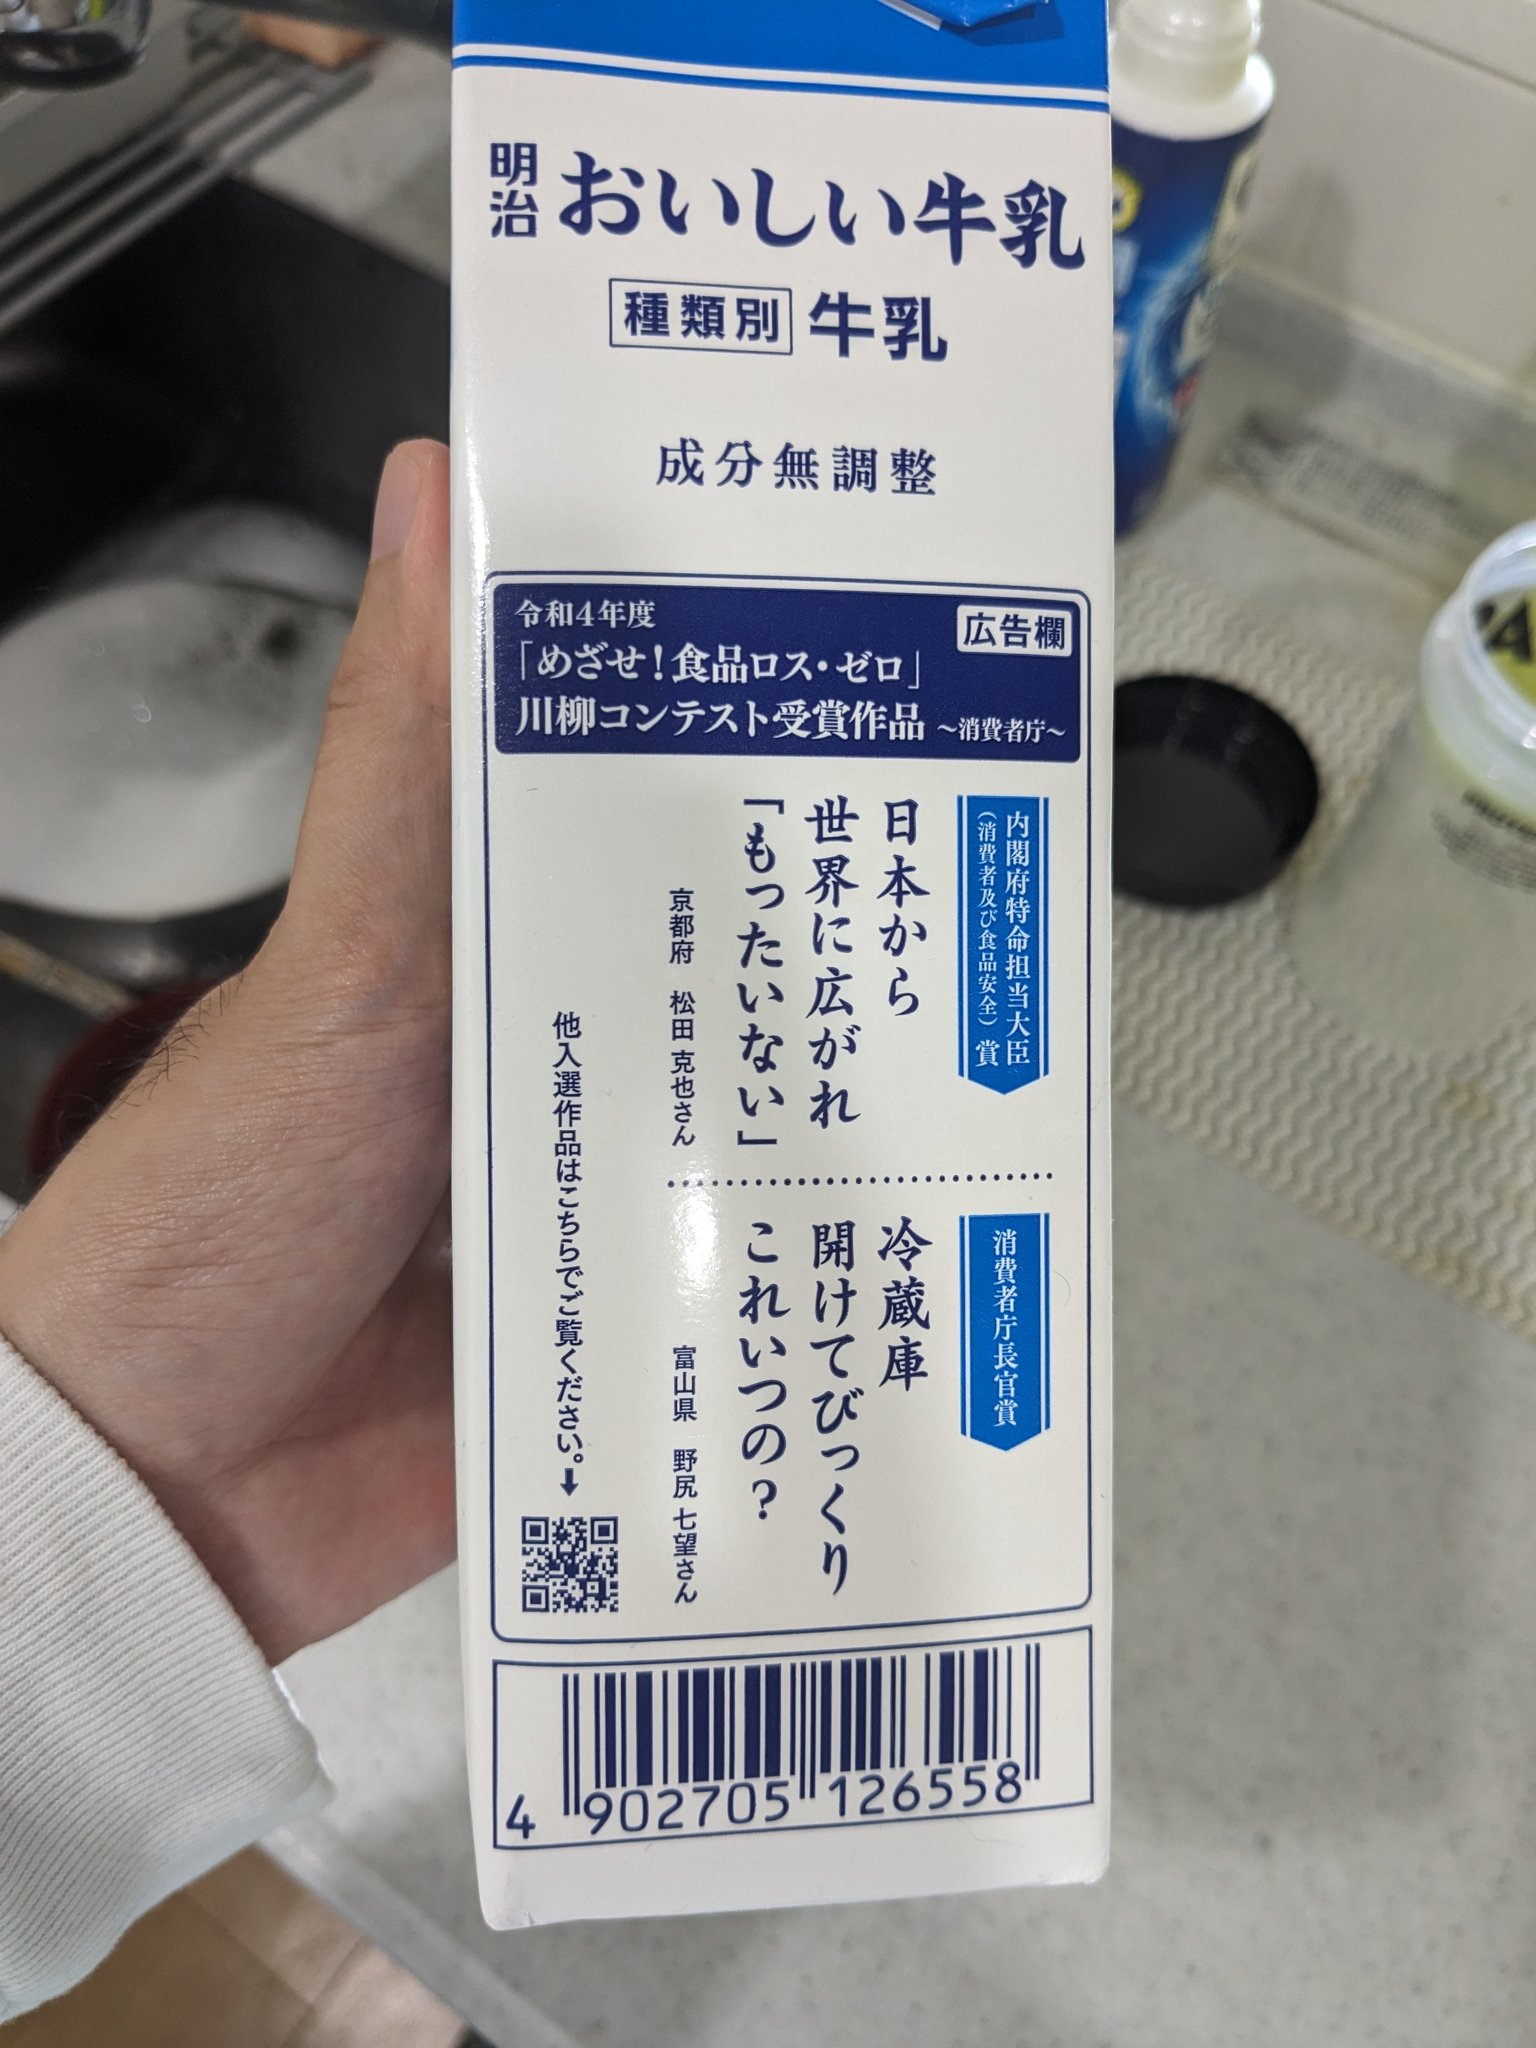 明治 おいしい牛乳
種類別 牛乳
成分無調整
令和4年度
広告欄
「めざせ！食品ロス・ゼロ」
川柳コンテスト受賞作品 〜消費者庁〜
内閣府特命担当大臣
（消費者及び食品安全）賞
日本から
世界に広がれ
「もったいない」
京都府 松田 克也さん
消費者庁長官賞
冷蔵庫
開けてびっくり
これいつの？
富山県 野尻 七望さん
他入選作品はこちらでご覧ください。↓
4 902705 126558